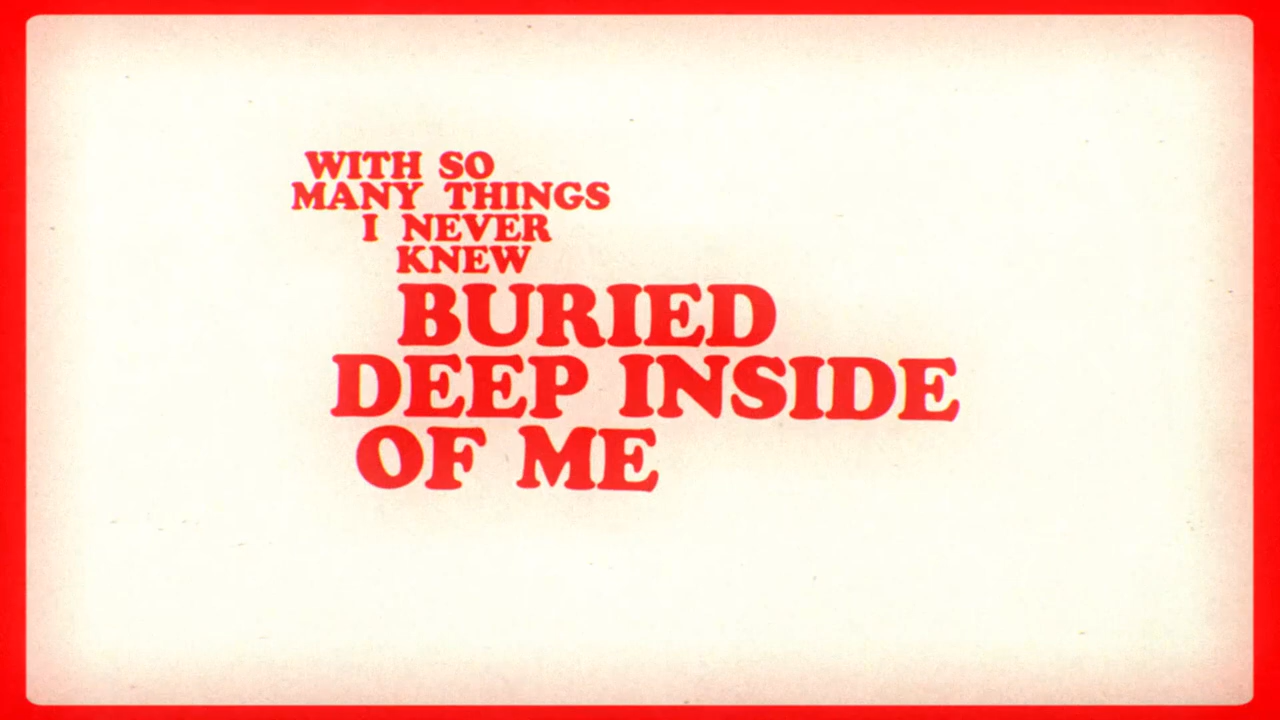 WITH SO
MANY THINGS
I NEVER
KNEW
BURIED
DEEP INSIDE
OF ME